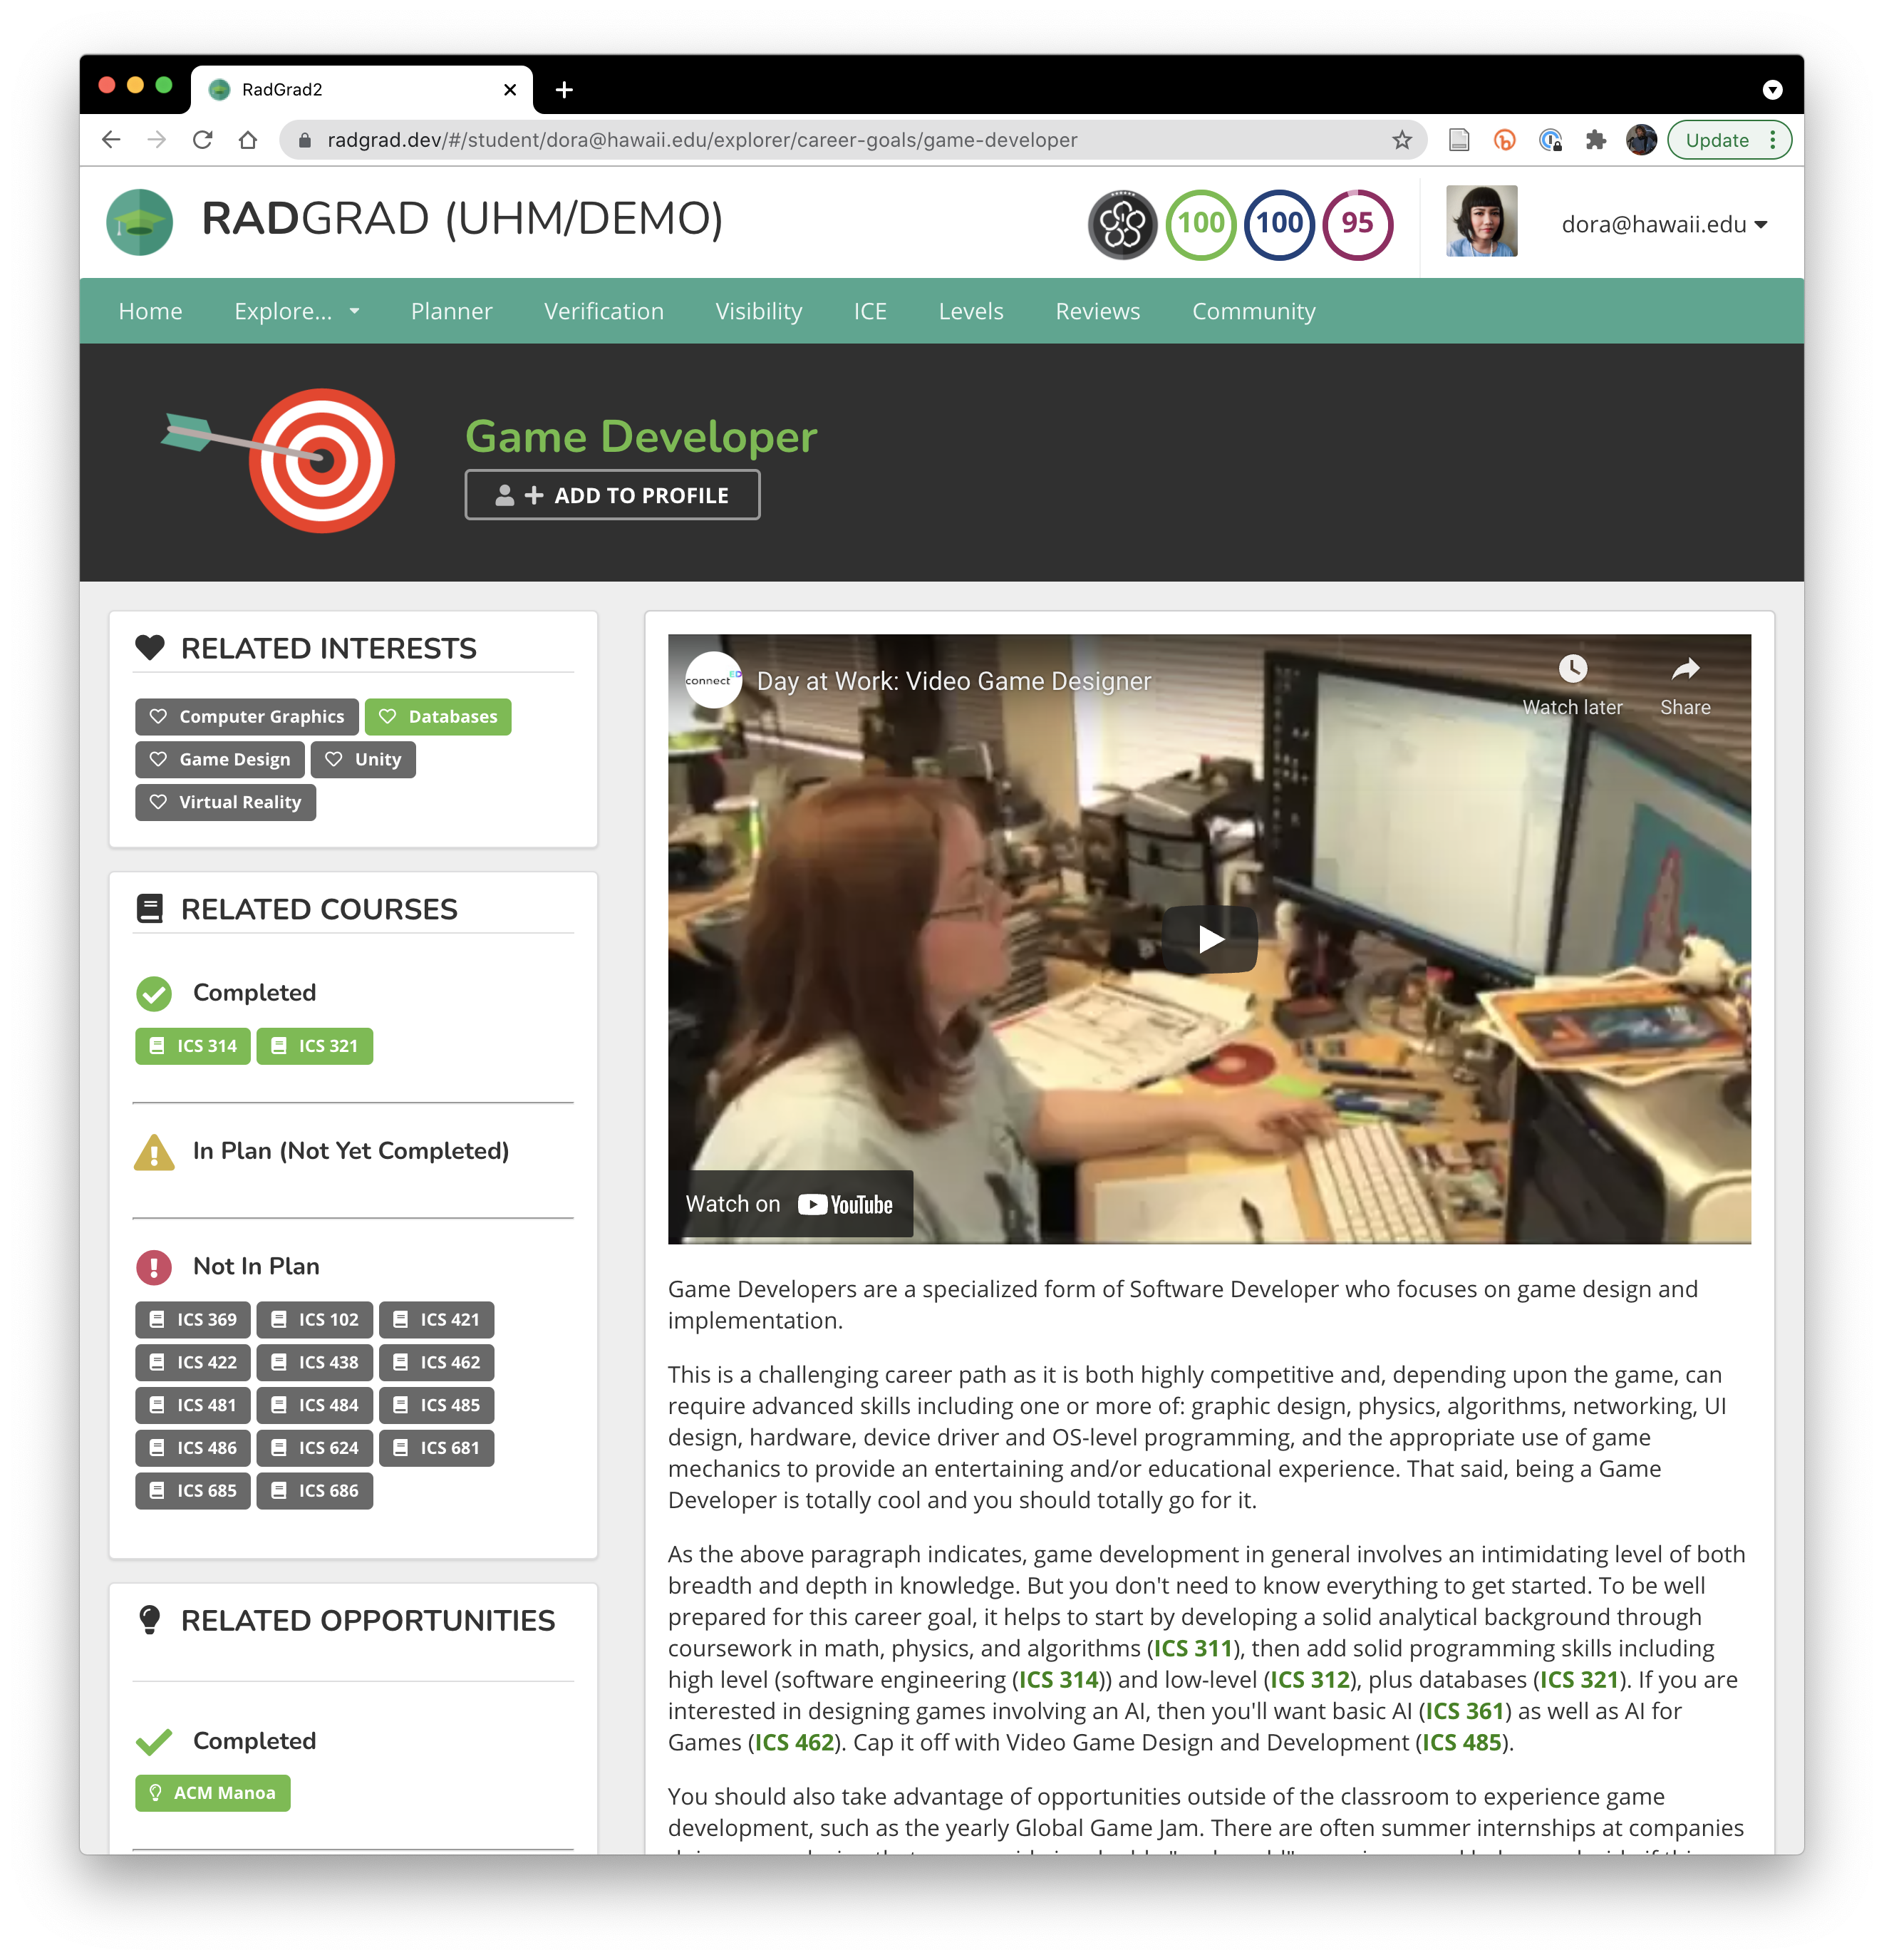 RadGrad2
radgrad.dev/#/student/dora@hawaii.edu/explorer/career-goals/game-developer
Update
RADGRAD (UHM/DEMO)
100
100
95
dora@hawaii.edu
Home
Explore...
Planner
Verification
Visibility
ICE
Levels
Reviews
Community
Game Developer
ADD TO PROFILE
RELATED INTERESTS
Computer Graphics
Databases
Game Design
Unity
Virtual Reality
RELATED COURSES
Completed
ICS 314
ICS 321
In Plan (Not Yet Completed)
Not In Plan
ICS 369
ICS 102
ICS 421
ICS 422
ICS 438
ICS 462
ICS 481
ICS 484
ICS 485
ICS 486
ICS 624
ICS 681
ICS 685
ICS 686
RELATED OPPORTUNITIES
Completed
ACM Manoa
connectED
Day at Work: Video Game Designer
Watch later
Share
Watch on YouTube
Game Developers are a specialized form of Software Developer who focuses on game design and
implementation.
This is a challenging career path as it is both highly competitive and, depending upon the game, can
require advanced skills including one or more of: graphic design, physics, algorithms, networking, UI
design, hardware, device driver and OS-level programming, and the appropriate use of game
mechanics to provide an entertaining and/or educational experience. That said, being a Game
Developer is totally cool and you should totally go for it.
As the above paragraph indicates, game development in general involves an intimidating level of both
breadth and depth in knowledge. But you don't need to know everything to get started. To be well
prepared for this career goal, it helps to start by developing a solid analytical background through
coursework in math, physics, and algorithms (ICS 311), then add solid programming skills including
high level (software engineering (ICS 314)) and low-level (ICS 312), plus databases (ICS 321). If you are
interested in designing games involving an AI, then you'll want basic AI (ICS 361) as well as AI for
Games (ICS 462). Cap it off with Video Game Design and Development (ICS 485).
You should also take advantage of opportunities outside of the classroom to experience game
development, such as the yearly Global Game Jam. There are often summer internships at companies